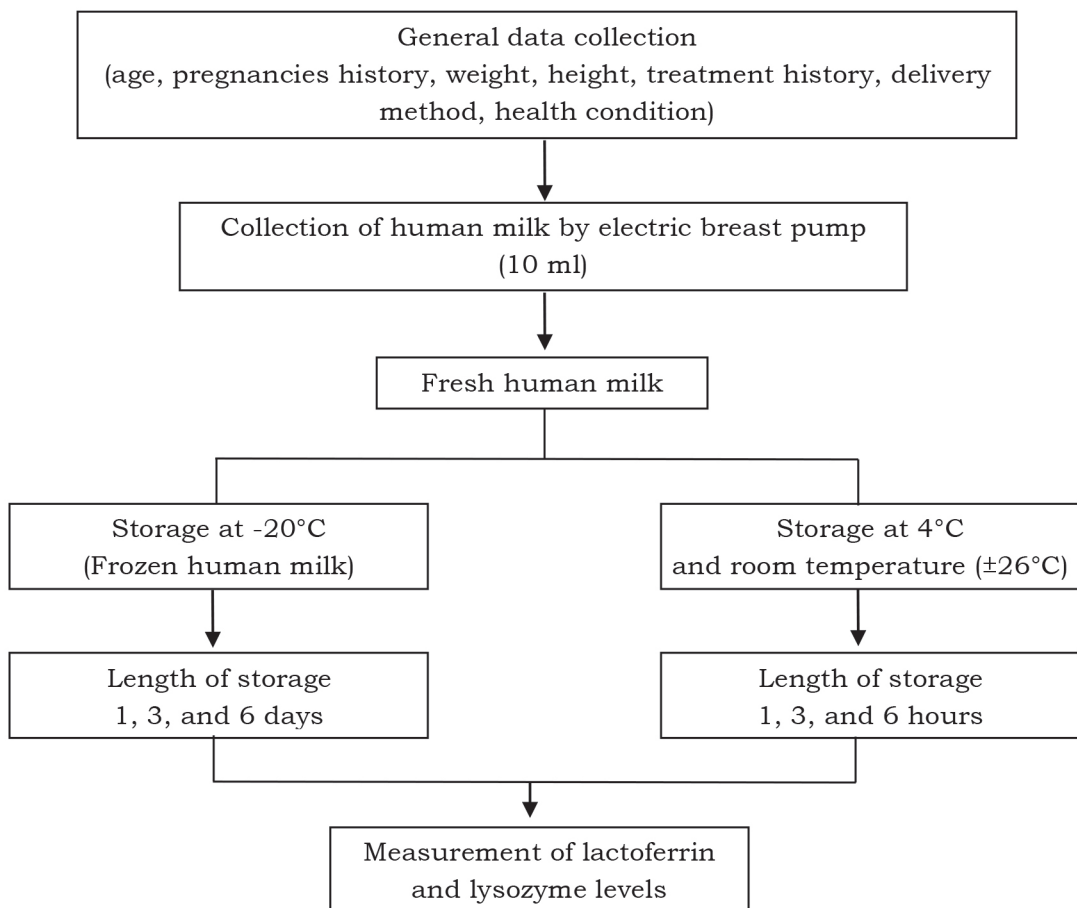 General data collection
(age, pregnancies history, weight, height, treatment history, delivery
method, health condition)
Collection of human milk by electric breast pump
(10 ml)
Fresh human milk
Storage at -20°C
(Frozen human milk)
Storage at 4°C
and room temperature (±26°C)
Length of storage
1, 3, and 6 days
Length of storage
1, 3, and 6 hours
Measurement of lactoferrin
and lysozyme levels